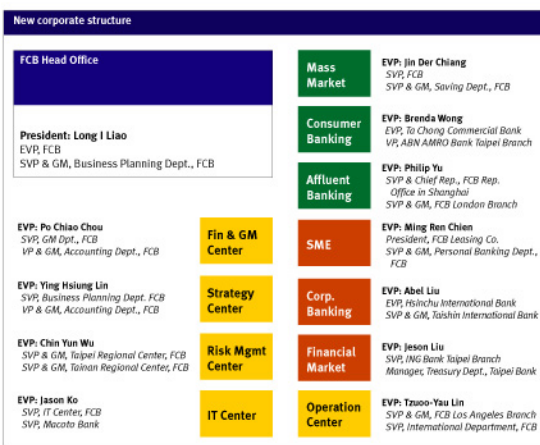 New corporate structure
FCB Head Office
President: Long I Liao
EVP, FCB
SVP & GM, Business Planning Dept., FCB
Mass
Market
EVP: Jin Der Chiang
SVP, FCB
SVP & GM, Saving Dept., FCB
Consumer
Banking
EVP: Brenda Wong
EVP, Ta Chong Commercial Bank
VP, ABN AMRO Bank Taipei Branch
Affluent
Banking
EVP: Philip Yu
SVP & Chief Rep., FCB Rep.
Office in Shanghai
SVP & GM, FCB London Branch
EVP: Po Chiao Chou
SVP, GM Dpt., FCB
VP & GM, Accounting Dept., FCB
Fin & GM
Center
SME
EVP: Ming Ren Chien
President, FCB Leasing Co.
SVP & GM, Personal Banking Dept.,
FCB
EVP: Ying Hsiung Lin
SVP, Business Planning Dept. FCB
VP & GM, Accounting Dept., FCB
Strategy
Center
Corp.
Banking
EVP: Abel Liu
EVP, Hsinchu International Bank
SVP & GM, Taishin International Bank
EVP: Chin Yun Wu
SVP & GM, Taipei Regional Center, FCB
SVP & GM, Tainan Regional Center, FCB
Risk Mgmt
Center
Financial
Market
EVP: Jeson Liu
SVP, ING Bank Taipei Branch
Manager, Treasury Dept., Taipei Bank
EVP: Jason Ko
SVP, IT Center, FCB
SVP, Macoto Bank
IT Center
Operation
Center
EVP: Tzuoo-Yau Lin
SVP & GM, FCB Los Angeles Branch
SVP, International Department, FCB